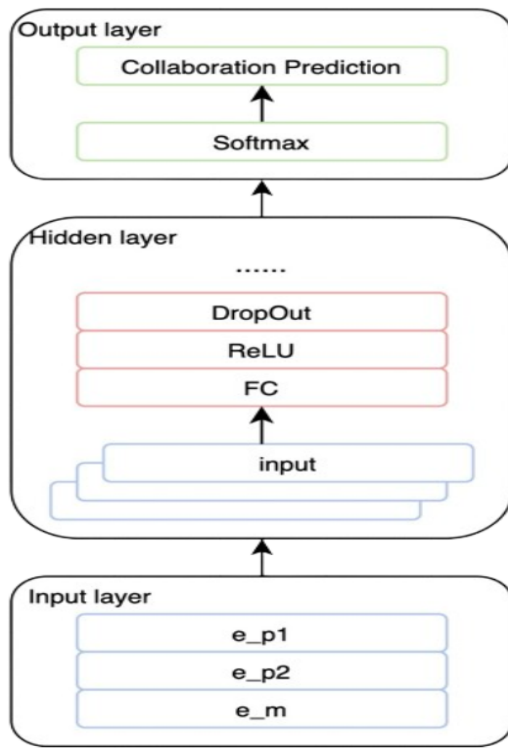 Output layer
Collaboration Prediction
Softmax
Hidden layer
......
DropOut
ReLU
FC
input
Input layer
e_p1
e_p2
e_m